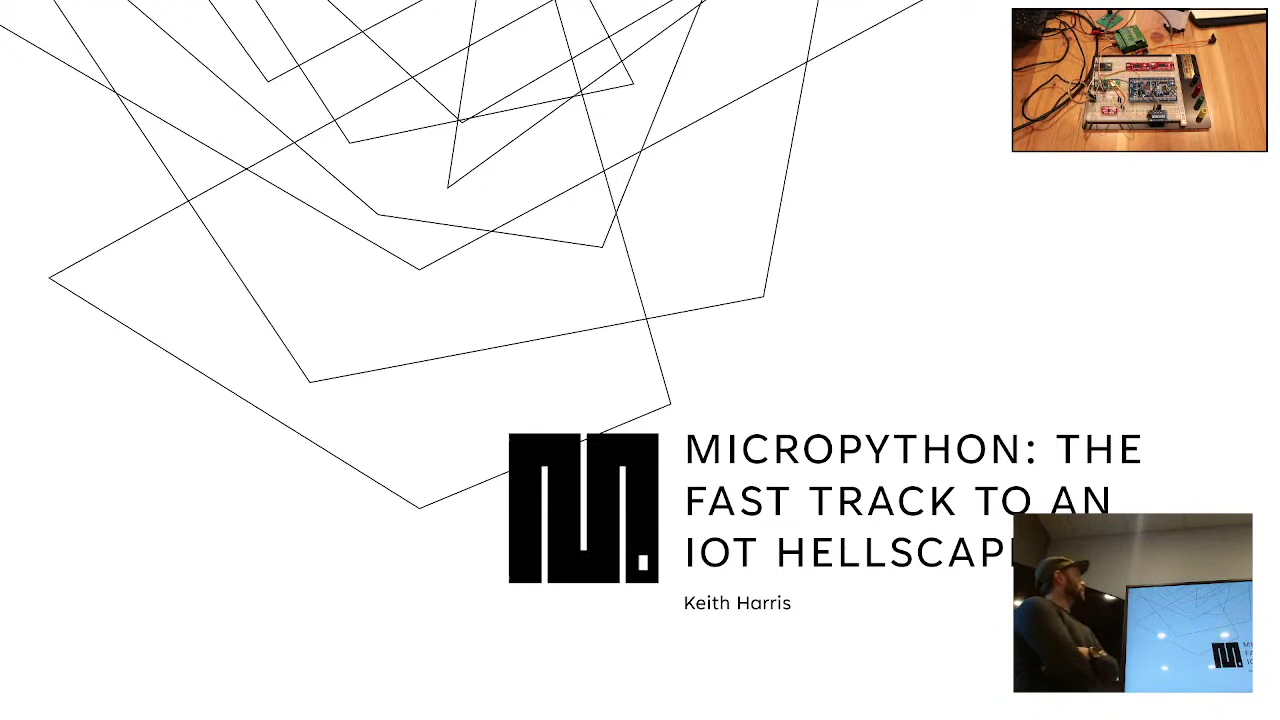 MICROPYTHON: THE
FAST TRACK TO AN
IOT HELLSCAP
Keith Harris